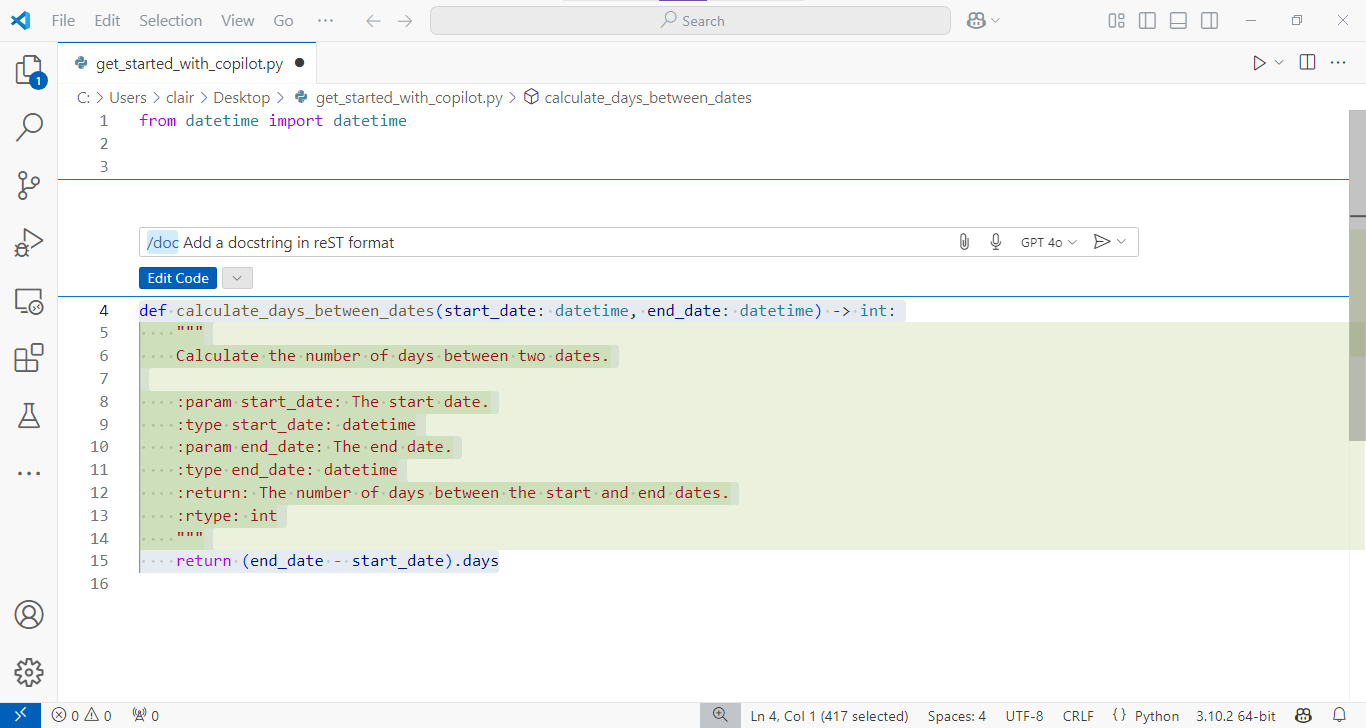 File Edit Selection View Go ··· Search
1
get_started_with_copilot.py
C: > Users > clair > Desktop > get_started_with_copilot.py > calculate_days_between_dates
1 from datetime import datetime
2
3
/doc Add a docstring in reST format GPT 4o
Edit Code
4 def calculate_days_between_dates(start_date: datetime, end_date: datetime) -> int:
5 """
6 Calculate the number of days between two dates.
7
8 :param start_date: The start date.
9 :type start_date: datetime
10 :param end_date: The end date.
11 :type end_date: datetime
12 :return: The number of days between the start and end dates.
13 :rtype: int
14 """
15 return (end_date - start_date).days
16
0 0 0 Ln 4, Col 1 (417 selected) Spaces: 4 UTF-8 CRLF {} Python 3.10.2 64-bit